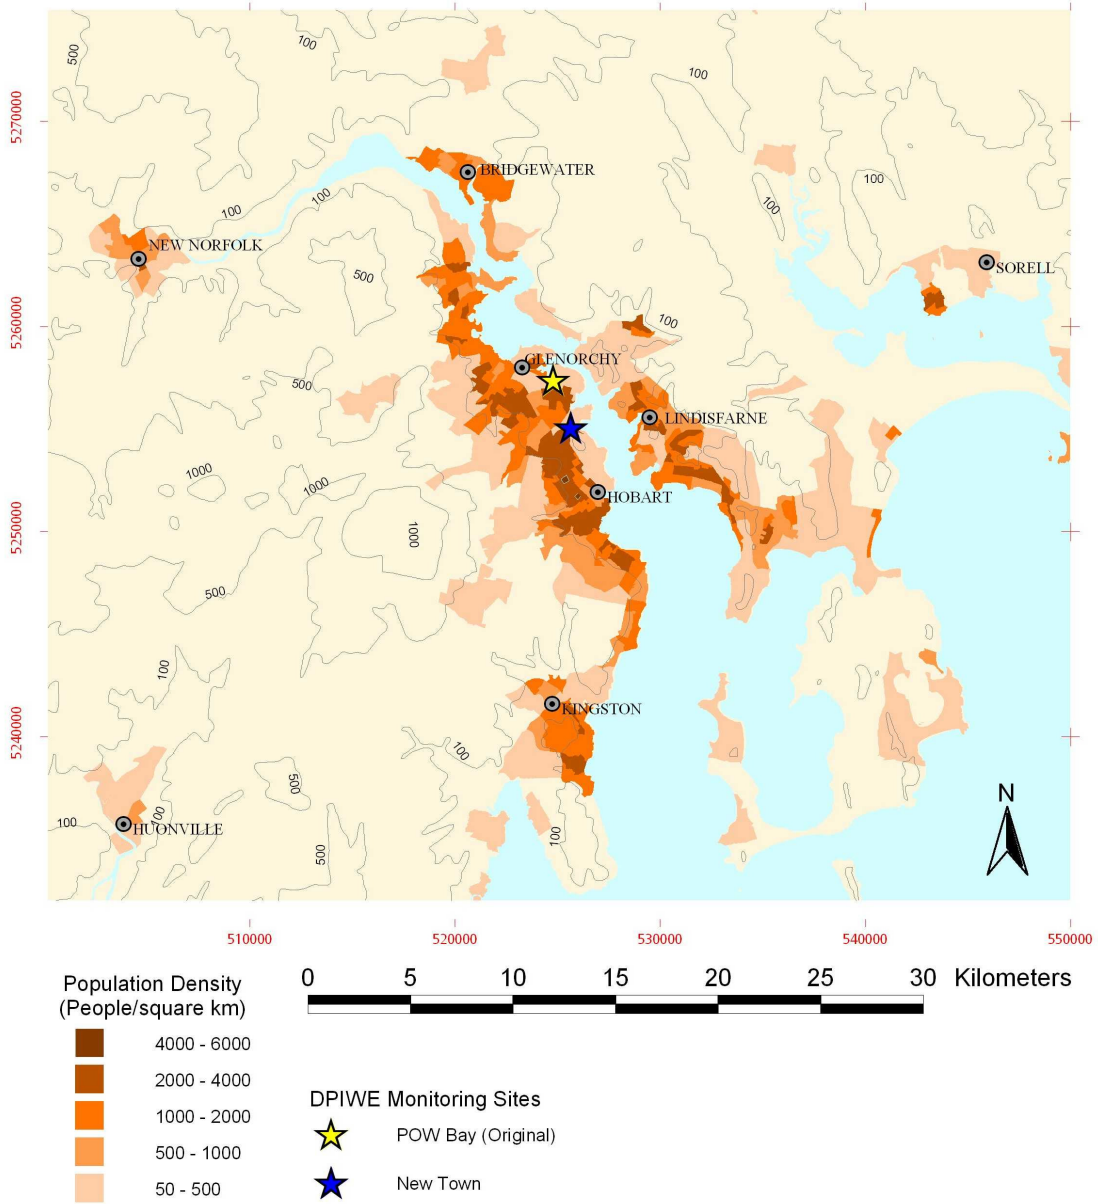 500
100
100
5270000
100
100
BRIDGEWATER
100
100
100
NEW NORFOLK
500
SORELL
5260000
100
GLENORCHY
500
LINDISFARNE
1000
1000
HOBART
5250000
1000
500
100
KINGSTON
5240000
100
500
100
100
HUONVILLE
100
500
N
510000
520000
530000
540000
550000
0 5 10 15 20 25 30 Kilometers
Population Density
(People/square km)
4000 - 6000
2000 - 4000
1000 - 2000
500 - 1000
50 - 500
DPIWE Monitoring Sites
POW Bay (Original)
New Town